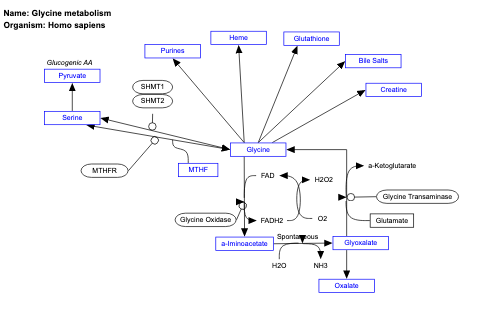 Name: Glycine metabolism
Organism: Homo sapiens
Heme
Glutathione
Purines
Glucogenic AA
Bile Salts
Pyruvate
SHMT1
Creatine
SHMT2
Serine
Glycine
a-Ketoglutarate
MTHFR
MTHF
FAD
H2O2
Glycine Transaminase
Glycine Oxidase
FADH2
O2
Glutamate
Spontaneous
a-Iminoacetate
Glyoxalate
H2O
NH3
Oxalate